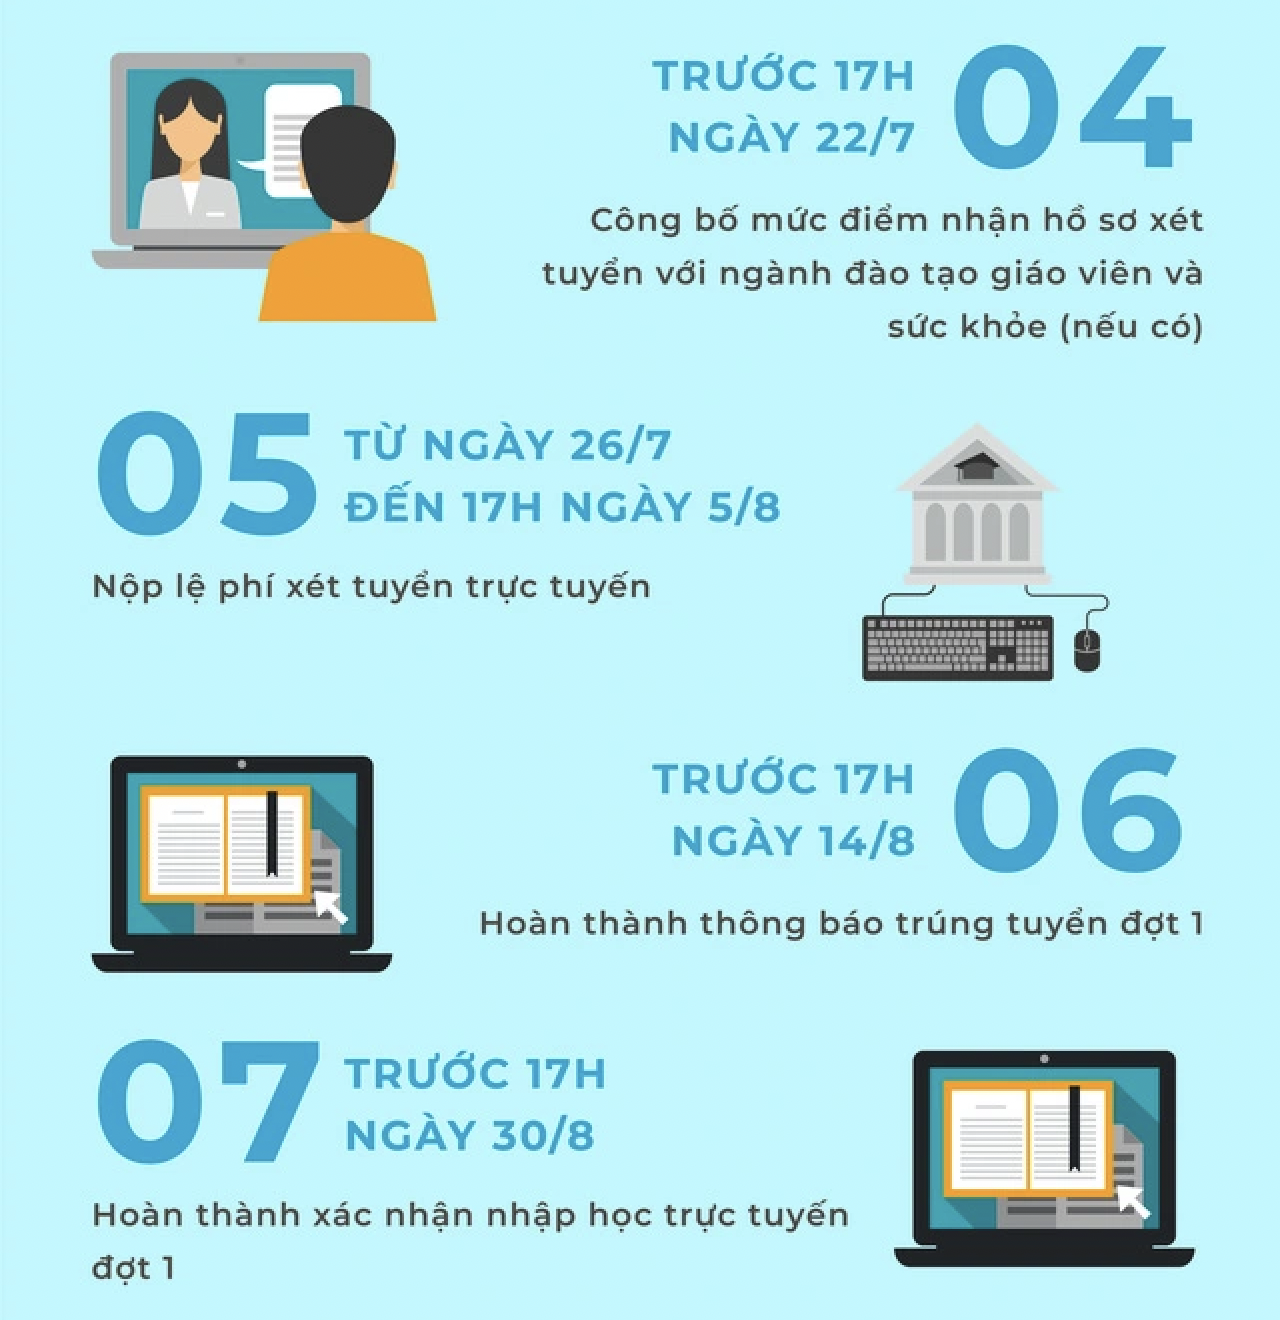 TRƯỚC 17H
NGÀY 22/7
04
Công bố mức điểm nhận hồ sơ xét
tuyển với ngành đào tạo giáo viên và
sức khỏe (nếu có)
05
TỪ NGÀY 26/7
ĐẾN 17H NGÀY 5/8
Nộp lệ phí xét tuyển trực tuyến
TRƯỚC 17H
NGÀY 14/8
06
Hoàn thành thông báo trúng tuyển đợt 1
07
TRƯỚC 17H
NGÀY 30/8
Hoàn thành xác nhận nhập học trực tuyến
đợt 1